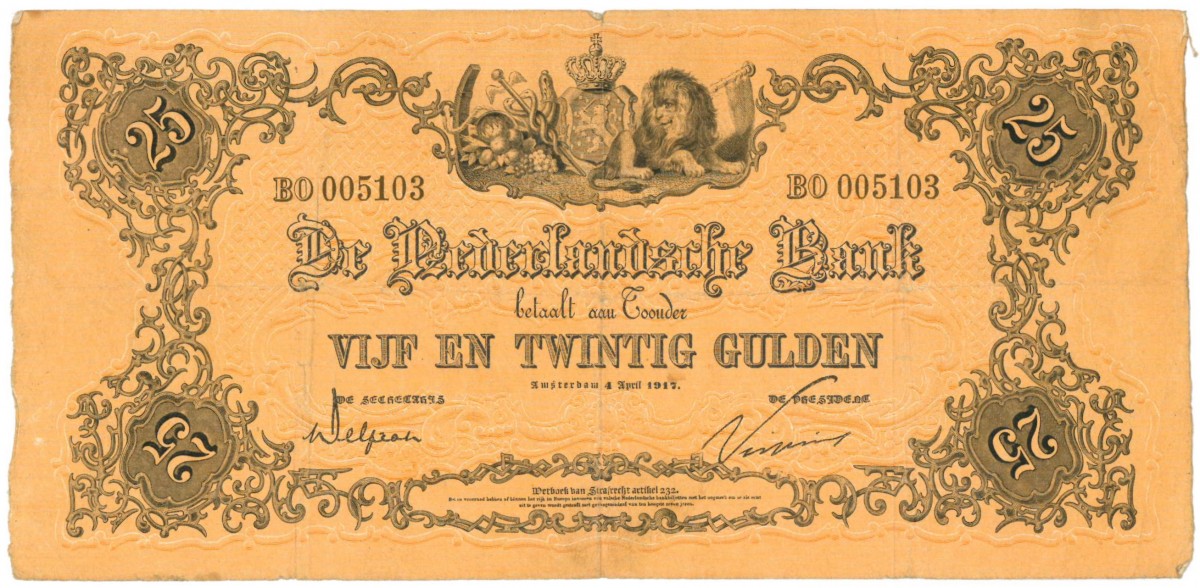 25
25
BO 005103
BO 005103
De Nederlandsche Bank
betaalt aan Toonder
VIJF EN TWINTIG GULDEN
Amsterdam 4 April 1917.
DE SECRETARIS
DE PRESIDENT
25
25
Wetboek van Strafrecht artikel 232.